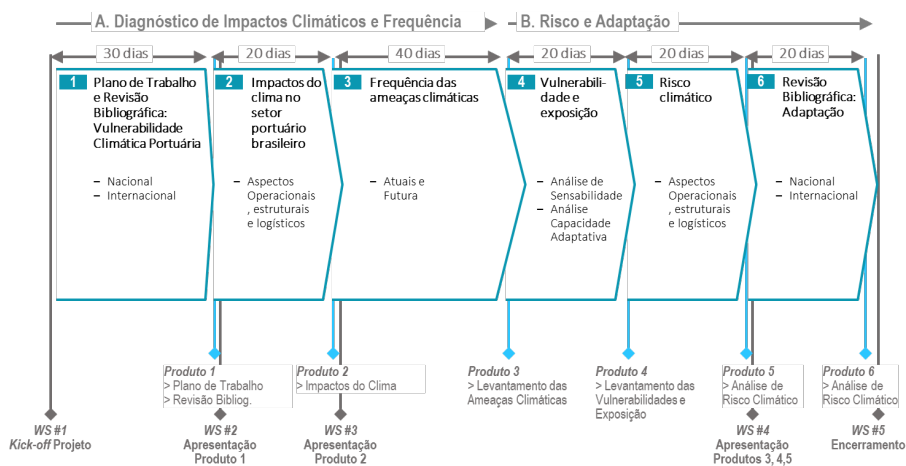 A. Diagnóstico de Impactos Climáticos e Frequência
B. Risco e Adaptação
30 dias
20 dias
40 dias
20 dias
20 dias
20 dias
1 Plano de Trabalho
e Revisão
Bibligráfica:
Vulnerabilidade
Climática Portuária
– Nacional
– Internacional
2 Impactos do
clima no
setor
portuário
brasileiro
– Aspectos
Operacionais
, estruturais
e logísticos
3 Frequência das
ameaças climáticas
– Atuais e
Futura
4 Vulnerabili-
dade e
exposição
– Análise de
Sensabilidade
– Análise
Capacidade
Adaptativa
5 Risco
climático
– Aspectos
Operacionais
, estruturais
e logísticos
6 Revisão
Bibliográfica:
Adaptação
– Nacional
– Internacional
Produto 1
> Plano de Trabalho
> Revisão Bibliog.
Produto 2
> Impactos do Clima
Produto 3
> Levantamento das
Ameaças Climáticas
Produto 4
> Levantamento das
Vulnerabilidades e
Exposição
Produto 5
> Análise de
Risco Climático
Produto 6
> Análise de
Risco Climático
WS #1
Kick-off Projeto
WS #2
Apresentação
Produto 1
WS #3
Apresentação
Produto 2
WS #4
Apresentação
Produtos 3, 4,5
WS #5
Encerramento